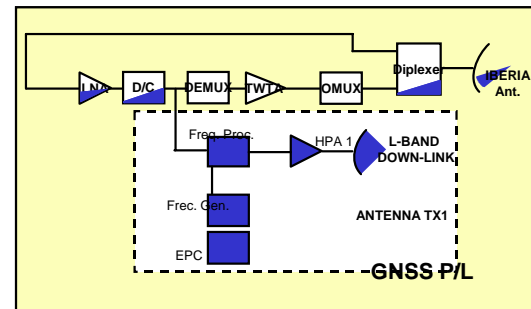 Diplexer
IBERIA
Ant.
LNA
D/C
DEMUX
TWTA
OMUX
Freq. Proc.
HPA 1
L-BAND
DOWN-LINK
Frec. Gen.
ANTENNA TX1
EPC
GNSS P/L